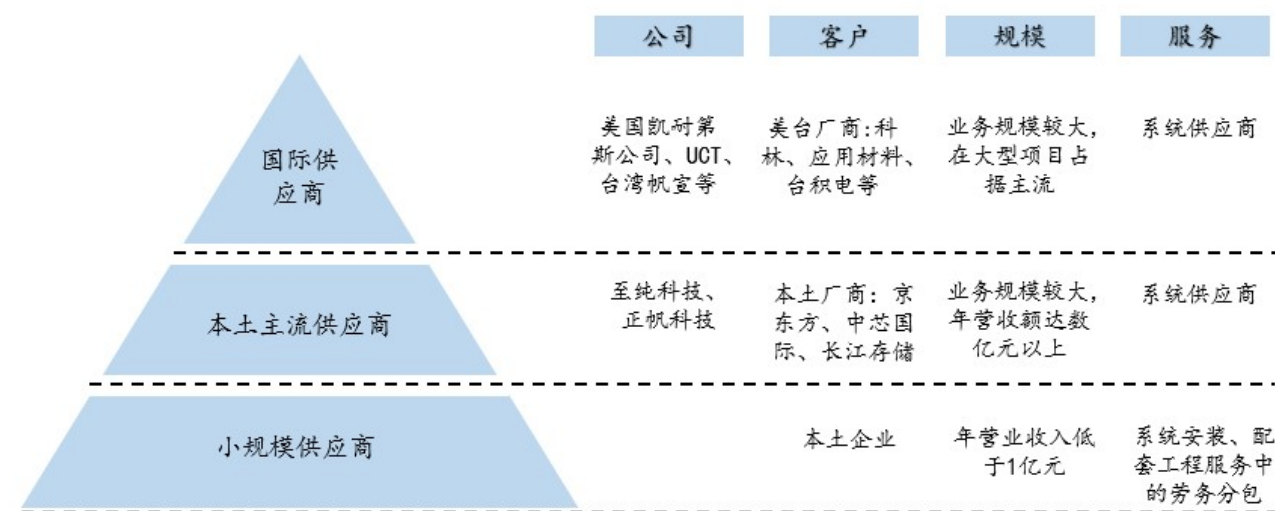 公司
客户
规模
服务
国际供
应商
美国凯耐第
斯公司、UCT、
台湾帆宣等
美台厂商:科
林、应用材料、
台积电等
业务规模较大,
在大型项目占
据主流
系统供应商
本土主流供应商
至纯科技、
正帆科技
本土厂商：京
东方、中芯国
际、长江存储
业务规模较大,
年营收额达数
亿元以上
系统供应商
小规模供应商
本土企业
年营业收入低
于1亿元
系统安装、配
套工程服务中
的劳务分包